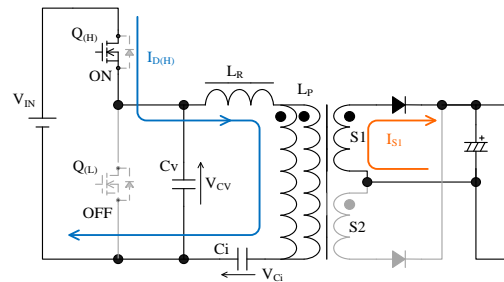 Q(H)
ID(H)
ON
LR
LP
VIN
S1
IS1
Q(L)
Cv
VCV
OFF
S2
Ci
VCi
+